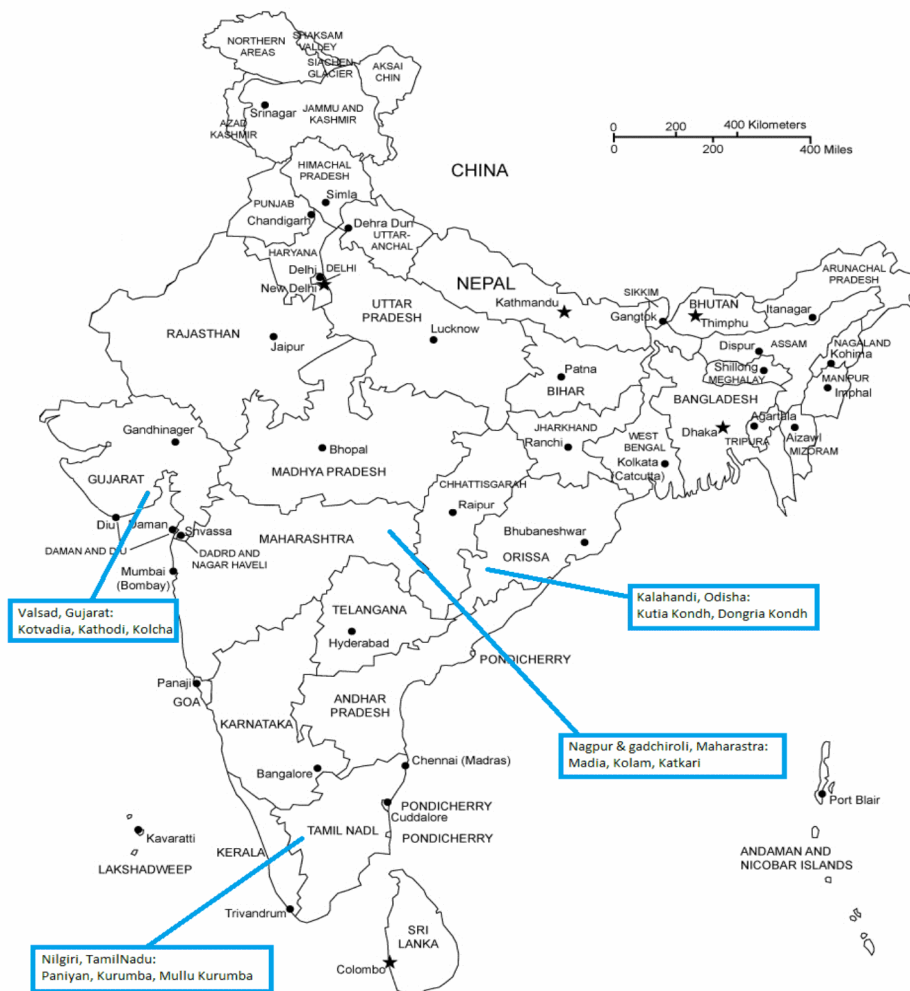 SHAKSAM
VALLEY
NORTHERN
AREAS
SIACHEN
GLACIER
AKSAI
CHIN
Srinagar
JAMMU AND
KASHMIR
AZAD
KASHMIR
0 200 400 Kilometers
0 200 400 Miles
CHINA
HIMACHAL
PRADESH
Simla
PUNJAB
Chandigarh
Dehra Dun
UTTAR-
ANCHAL
HARYANA
Delhi
DELHI
New Delhi
NEPAL
Kathmandu
ARUNACHAL
PRADESH
SIKKIM
Gangtok
BHUTAN
Thimphu
Itanagar
UTTAR
PRADESH
RAJASTHAN
Lucknow
Jaipur
Dispur
ASSAM
NAGALAND
Kohima
Patna
BIHAR
Shillong
MEGHALAY
MANIPUR
Imphal
BANGLADESH
Gandhinager
Bhopal
MADHYA PRADESH
JHARKHAND
Ranchi
WEST
BENGAL
Kolkata
(Catcutta)
Dhaka
Agartala
TRIPURA
Aizawl
MIZORAM
GUJARAT
CHHATTISGARAH
Raipur
Diu
Daman
Shvassa
DAMAN AND DIU
DADRD AND
NAGAR HAVELI
MAHARASHTRA
Bhubaneshwar
ORISSA
Mumbai
(Bombay)
Valsad, Gujarat:
Kotvadia, Kathodi, Kolcha
Kalahandi, Odisha:
Kutia Kondh, Dongria Kondh
TELANGANA
Hyderabad
PONDICHERRY
Panaji
GOA
ANDHAR
PRADESH
KARNATAKA
Nagpur & gadchiroli, Maharastra:
Madia, Kolam, Katkari
Bangalore
Chennai (Madras)
PONDICHERRY
Cuddalore
PONDICHERRY
Port Blair
TAMIL NADL
Kavaratti
LAKSHADWEEP
KERALA
ANDAMAN AND
NICOBAR ISLANDS
Trivandrum
SRI
LANKA
Colombo
Nilgiri, TamilNadu:
Paniyan, Kurumba, Mullu Kurumba